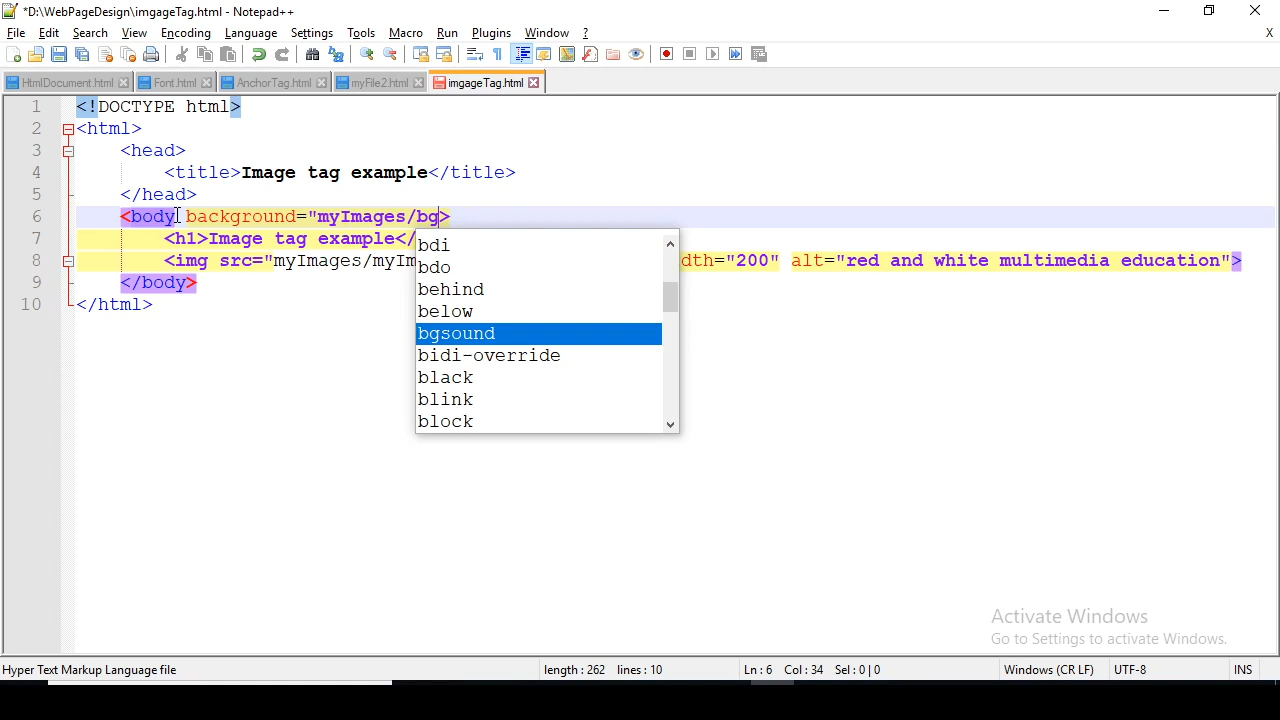 *D:\WebPageDesign\imgageTag.html - Notepad++
File Edit Search View Encoding Language Settings Tools Macro Run Plugins Window ? X
HtmlDocument.html Font.html AnchorTag.html myFile2.html imgageTag.html
1 <!DOCTYPE html>
2 <html>
3 <head>
4 <title>Image tag example</title>
5 </head>
6 <body background="myImages/bg>
7 <h1>Image tag example</
8 <img src="myImages/myIm dth="200" alt="red and white multimedia education">
9 </body>
10 </html>
bdi
bdo
behind
below
bgsound
bidi-override
black
blink
block
Activate Windows
Go to Settings to activate Windows.
Hyper Text Markup Language file length : 262 lines : 10 Ln : 6 Col : 34 Sel : 0 | 0 Windows (CR LF) UTF-8 INS